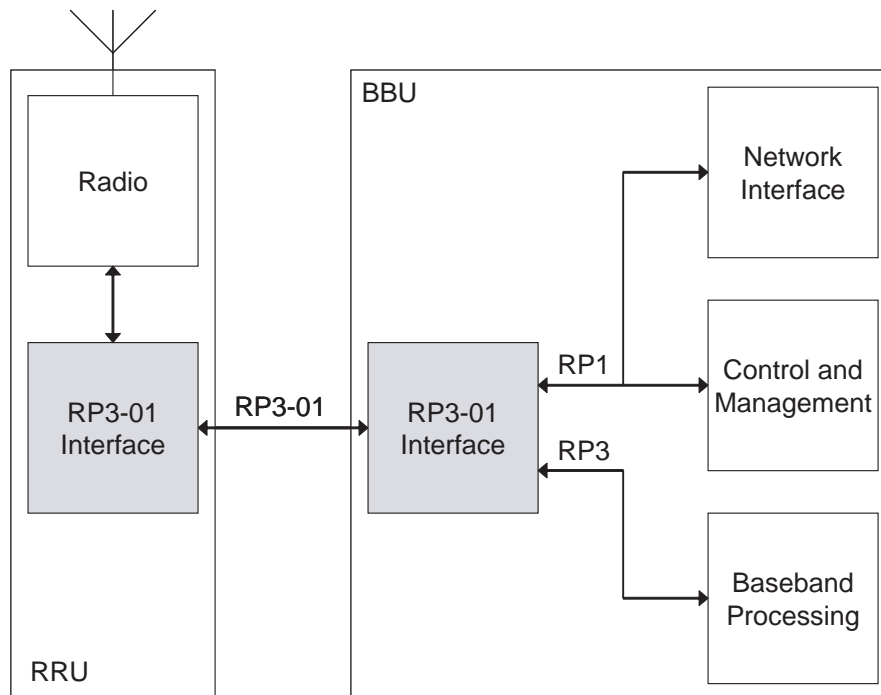 BBU
Network
Interface
Radio
RP1
Control and
Management
RP3-01
Interface
RP3-01
RP3-01
Interface
RP3
Baseband
Processing
RRU